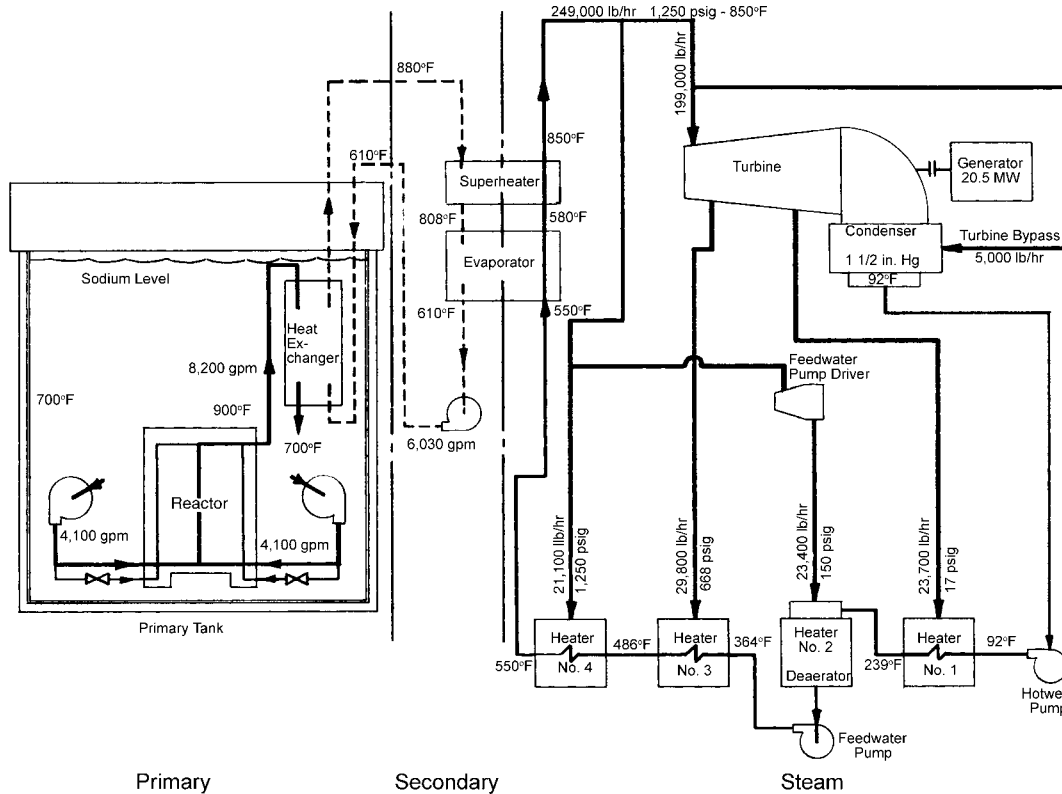 249,000 lb/hr 1,250 psig - 850°F
880°F
199,000 lb/hr
610°F
850°F
Superheater
Turbine
Generator
20.5 MW
808°F
580°F
Condenser
1 1/2 in. Hg
92°F
Turbine Bypass
5,000 lb/hr
Sodium Level
Evaporator
610°F
550°F
Heat
Ex-
changer
8,200 gpm
700°F
900°F
700°F
6,030 gpm
Feedwater
Pump Driver
Reactor
4,100 gpm
4,100 gpm
21,100 llb/hr
1,250 psig
29,800 lb/hr
668 psig
23,400 lb/hr
150 psig
23,700 lb/hr
17 psig
Primary Tank
550°F
Heater
No. 4
486°F
Heater
No. 3
364°F
Heater
No. 2
Deaerator
239°F
Heater
No. 1
92°F
Hotwe
Pump
Feedwater
Pump
Primary
Secondary
Steam